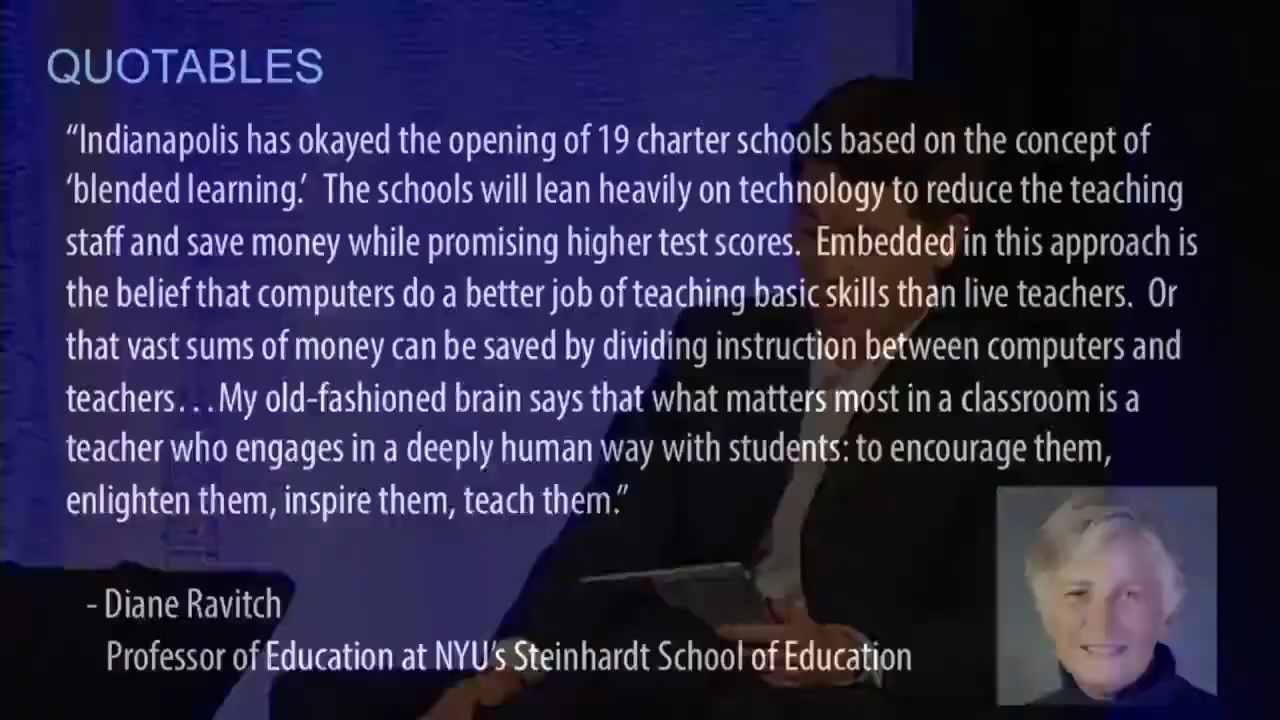 QUOTABLES
“Indianapolis has okayed the opening of 19 charter schools based on the concept of
‘blended learning.’ The schools will lean heavily on technology to reduce the teaching
staff and save money while promising higher test scores. Embedded in this approach is
the belief that computers do a better job of teaching basic skills than live teachers. Or
that vast sums of money can be saved by dividing instruction between computers and
teachers...My old-fashioned brain says that what matters most in a classroom is a
teacher who engages in a deeply human way with students: to encourage them,
enlighten them, inspire them, teach them.”
- Diane Ravitch
Professor of Education at NYU’s Steinhardt School of Education